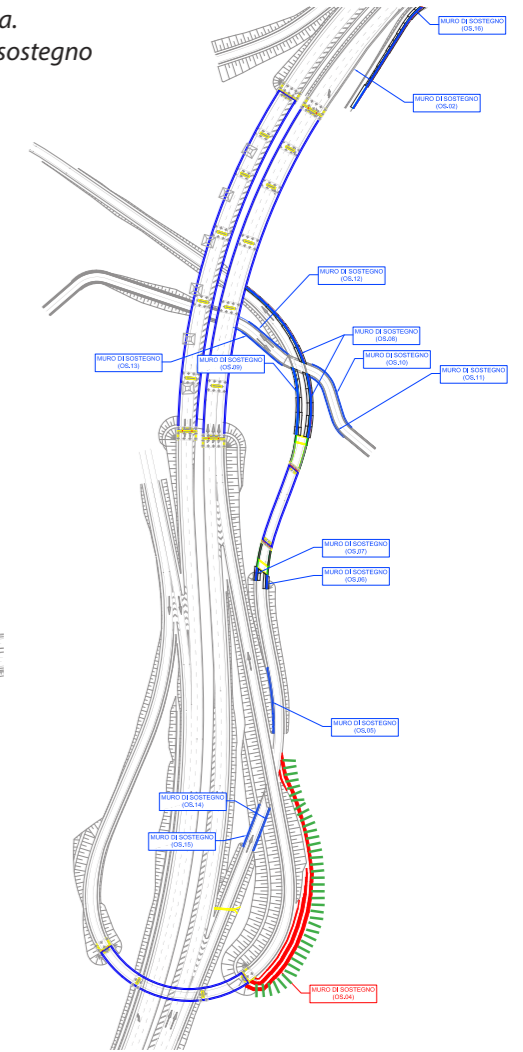 a.
sostegno
MURO DI SOSTEGNO
(OS.16)
MURO DI SOSTEGNO
(OS.02)
MURO DI SOSTEGNO
(OS.12)
MURO DI SOSTEGNO
(OS.08)
MURO DI SOSTEGNO
(OS.13)
MURO DI SOSTEGNO
(OS.09)
MURO DI SOSTEGNO
(OS.10)
MURO DI SOSTEGNO
(OS.11)
MURO DI SOSTEGNO
(OS.07)
MURO DI SOSTEGNO
(OS.06)
MURO DI SOSTEGNO
(OS.05)
MURO DI SOSTEGNO
(OS.14)
MURO DI SOSTEGNO
(OS.15)
MURO DI SOSTEGNO
(OS.04)